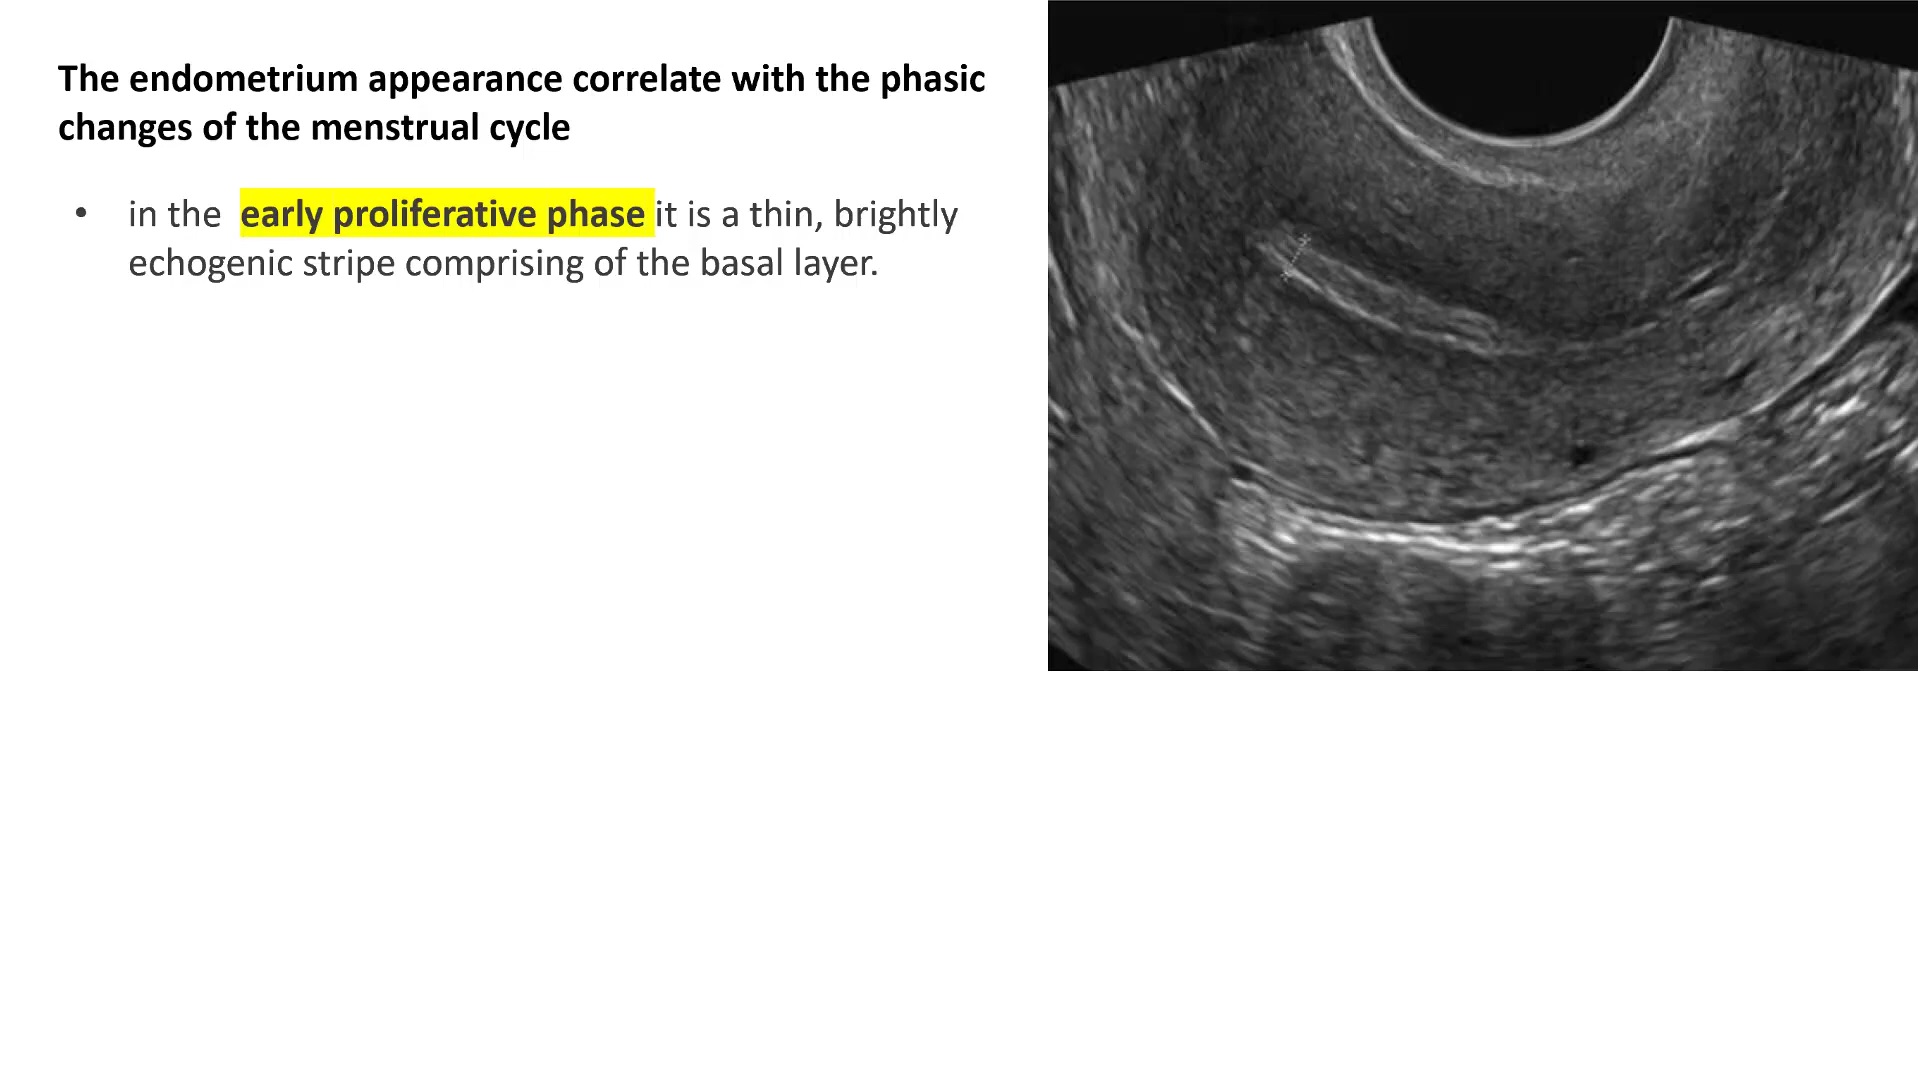 The endometrium appearance correlate with the phasic
changes of the menstrual cycle
• in the early proliferative phase it is a thin, brightly
echogenic stripe comprising of the basal layer.